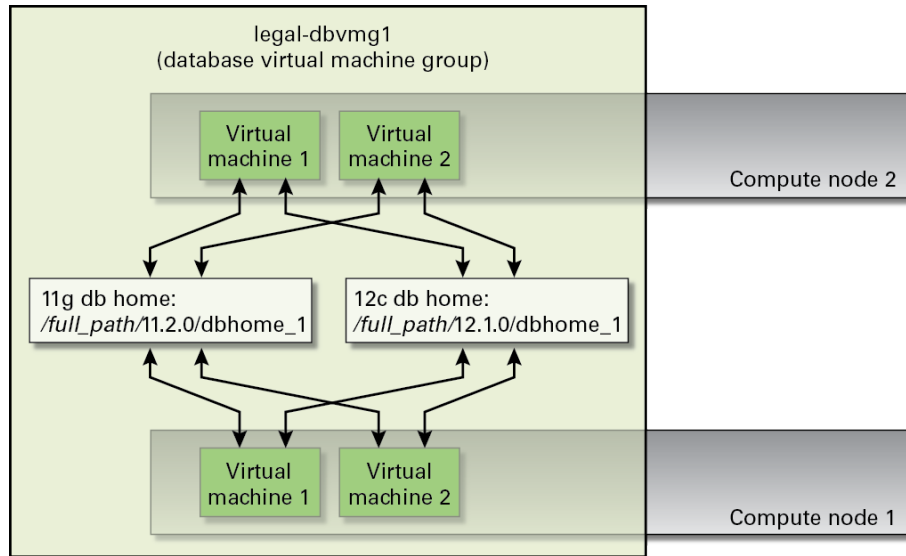 legal-dbvmg1
(database virtual machine group)
Virtual
machine 1
Virtual
machine 2
Compute node 2
11g db home:
/full_path/11.2.0/dbhome_1
12c db home:
/full_path/12.1.0/dbhome_1
Virtual
machine 1
Virtual
machine 2
Compute node 1